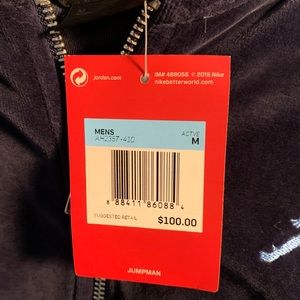 jordan.com
IM# 488056 © 2015 Nike
nikebetterworld.com
MENS
AH2357-410
ACTVE
M
8 88411 86088 4
SUGGESTED RETAIL
$100.00
JUMPMAN